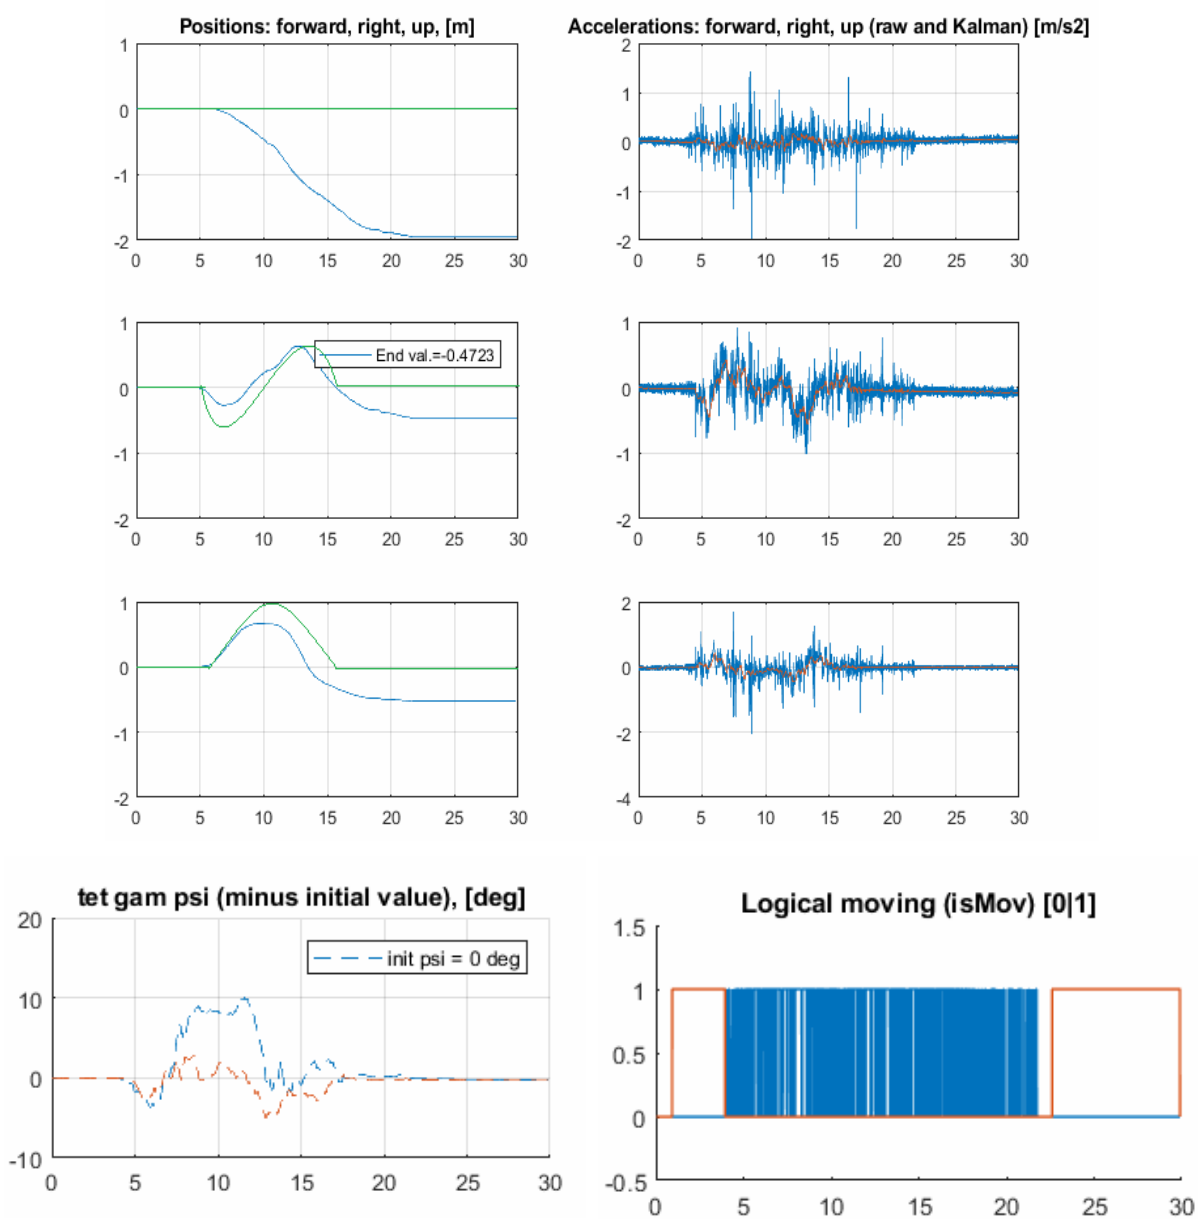 Positions: forward, right, up, [m]
1
0
-1
-2
0 5 10 15 20 25 30
Accelerations: forward, right, up (raw and Kalman) [m/s2]
2
1
0
-1
-2
0 5 10 15 20 25 30
1
0
-1
-2
0 5 10 15 20 25 30
End val.=-0.4723
1
0
-1
-2
0 5 10 15 20 25 30
1
0
-1
-2
0 5 10 15 20 25 30
2
0
-2
-4
0 5 10 15 20 25 30
tet gam psi (minus initial value), [deg]
20
10
0
-10
0 5 10 15 20 25 30
init psi = 0 deg
Logical moving (isMov) [0|1]
1.5
1
0.5
0
-0.5
0 5 10 15 20 25 30